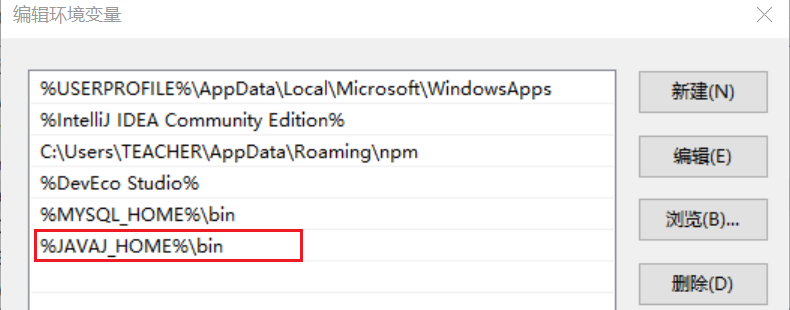 编辑环境变量
%USERPROFILE%\AppData\Local\Microsoft\WindowsApps
%IntelliJ IDEA Community Edition%
C:\Users\TEACHER\AppData\Roaming\npm
%DevEco Studio%
%MYSQL_HOME%\bin
%JAVAJ_HOME%\bin
新建(N)
编辑(E)
浏览(B)...
删除(D)